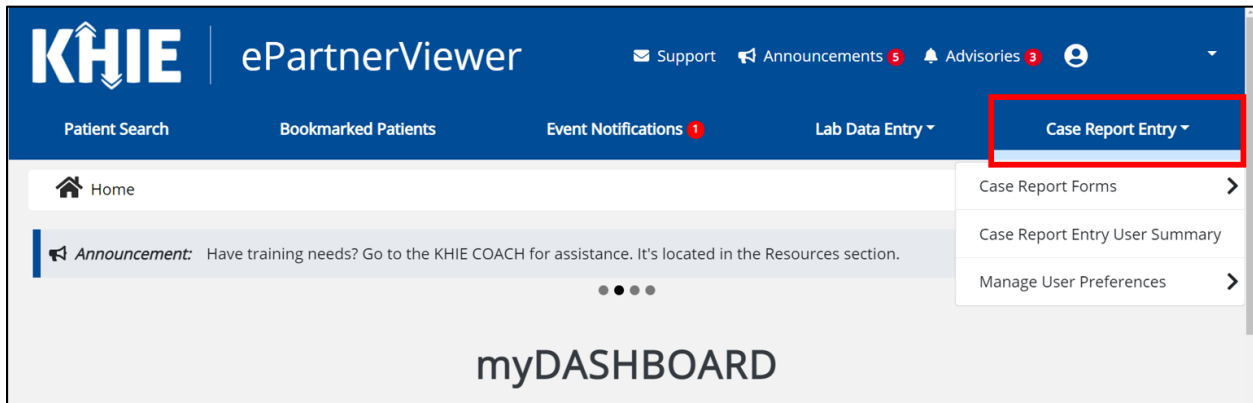 KHIE ePartnerViewer Support Announcements 5 Advisories 3
Patient Search Bookmarked Patients Event Notifications 1 Lab Data Entry Case Report Entry
Home
Case Report Forms
Case Report Entry User Summary
Manage User Preferences
Announcement: Have training needs? Go to the KHIE COACH for assistance. It's located in the Resources section.
myDASHBOARD